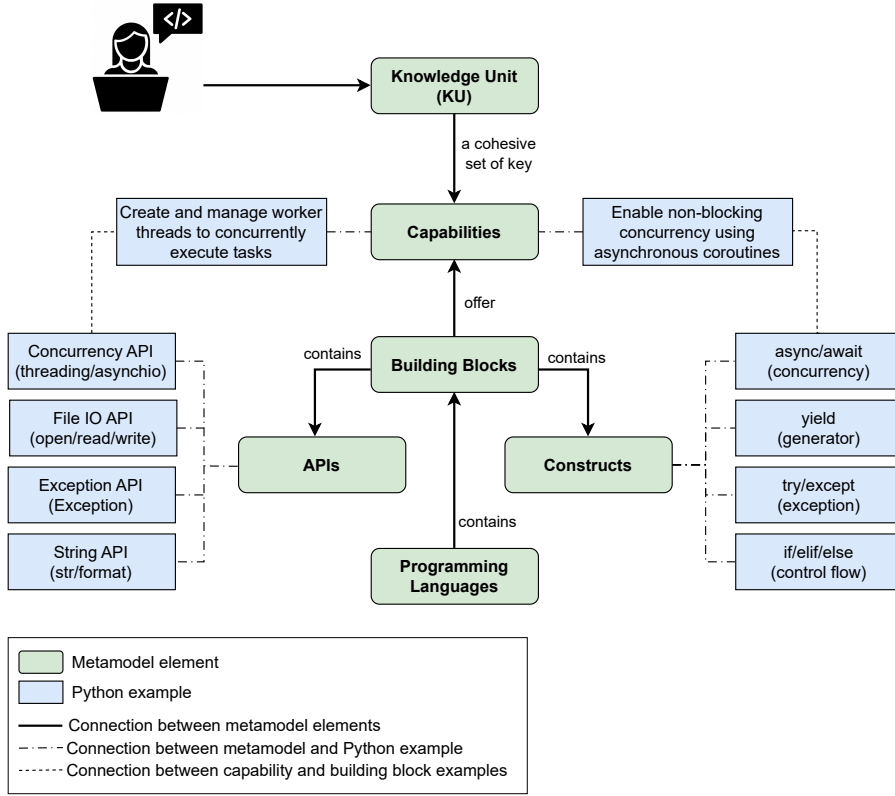 </>
Knowledge Unit
(KU)
a cohesive
set of key
Create and manage worker
threads to concurrently
execute tasks
Capabilities
Enable non-blocking
concurrency using
asynchronous coroutines
offer
Concurrency API
(threading/asynchio
contains
Building Blocks
contains
async/await
(concurrency)
File IO API
(open/read/write)
yield
(generator)
APIs
Constructs
Exception API
(Exception)
try/except
(exception)
contains
String API
(str/format)
Programming
Languages
if/elif/else
(control flow)
Metamodel element
Python example
Connection between metamodel elements
Connection between metamodel and Python example
Connection between capability and building block examples